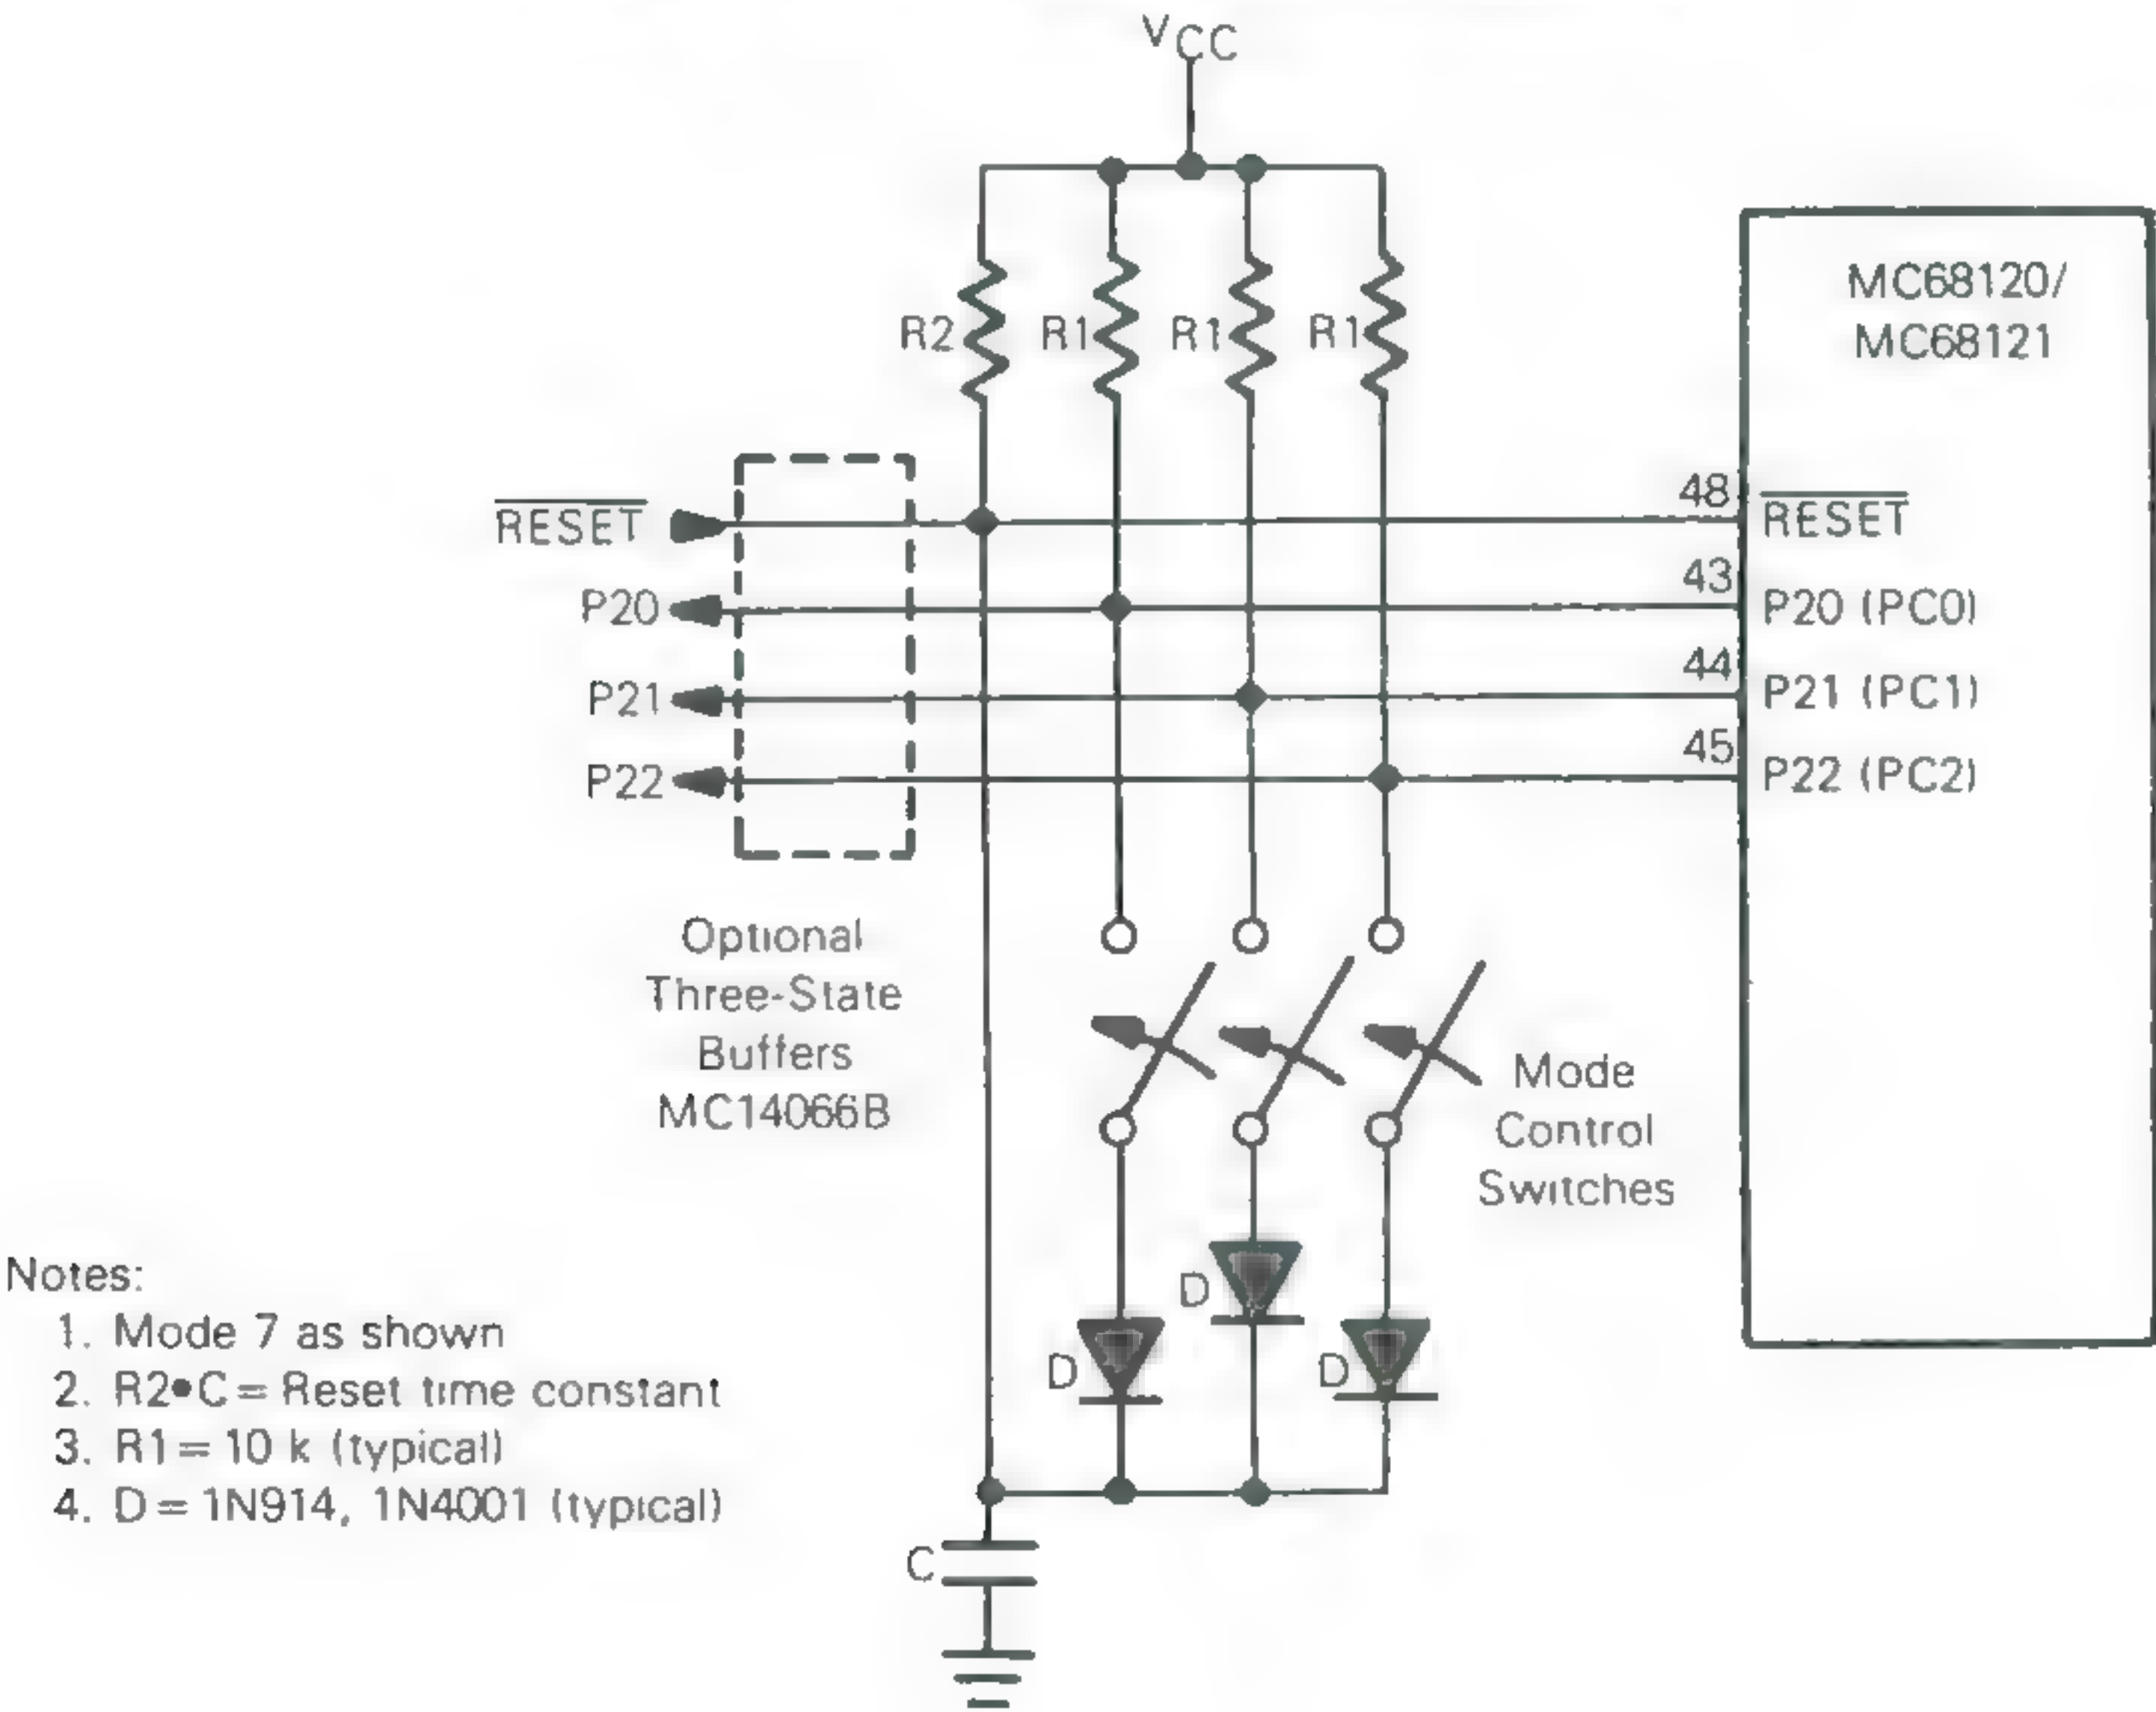 VCC
MC68120/
MC68121
R2
R1
R1
R1
RESET
48
RESET
P20
43
P20 (PC0)
P21
44
P21 (PC1)
P22
45
P22 (PC2)
Optional
Three-State
Buffers
MC14066B
Mode
Control
Switches
D
D
D
C
Notes:
1. Mode 7 as shown
2. R2•C = Reset time constant
3. R1 = 10 k (typical)
4. D = 1N914, 1N4001 (typical)